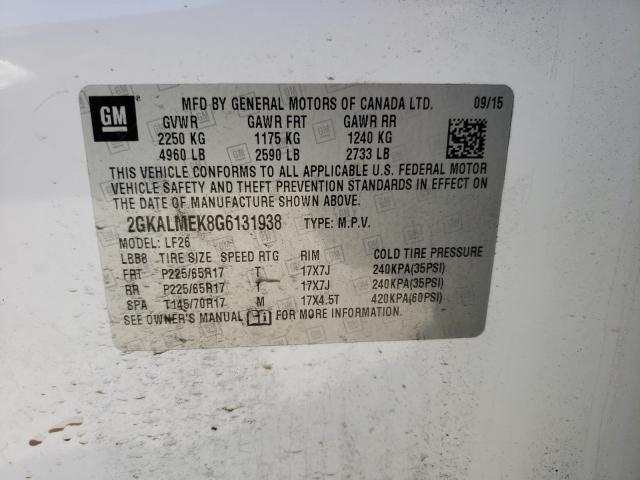 GM MFD BY GENERAL MOTORS OF CANADA LTD. 09/15
GVWR GAWR FRT GAWR RR
2250 KG 1175 KG 1240 KG
4960 LB 2590 LB 2733 LB
THIS VEHICLE CONFORMS TO ALL APPLICABLE U.S. FEDERAL MOTOR
VEHICLE SAFETY AND THEFT PREVENTION STANDARDS IN EFFECT ON
THE DATE OF MANUFACTURE SHOWN ABOVE.
2GKALMEK8G6131938 TYPE: M.P.V.
MODEL: LF26
LBB8 TIRE SIZE SPEED RTG RIM COLD TIRE PRESSURE
FRT P225/65R17 T 17X7J 240KPA(35PSI)
RR P225/65R17 T 17X7J 240KPA(35PSI)
SPA T145/70R17 M 17X4.5T 420KPA(60PSI)
SEE OWNER'S MANUAL FOR MORE INFORMATION.